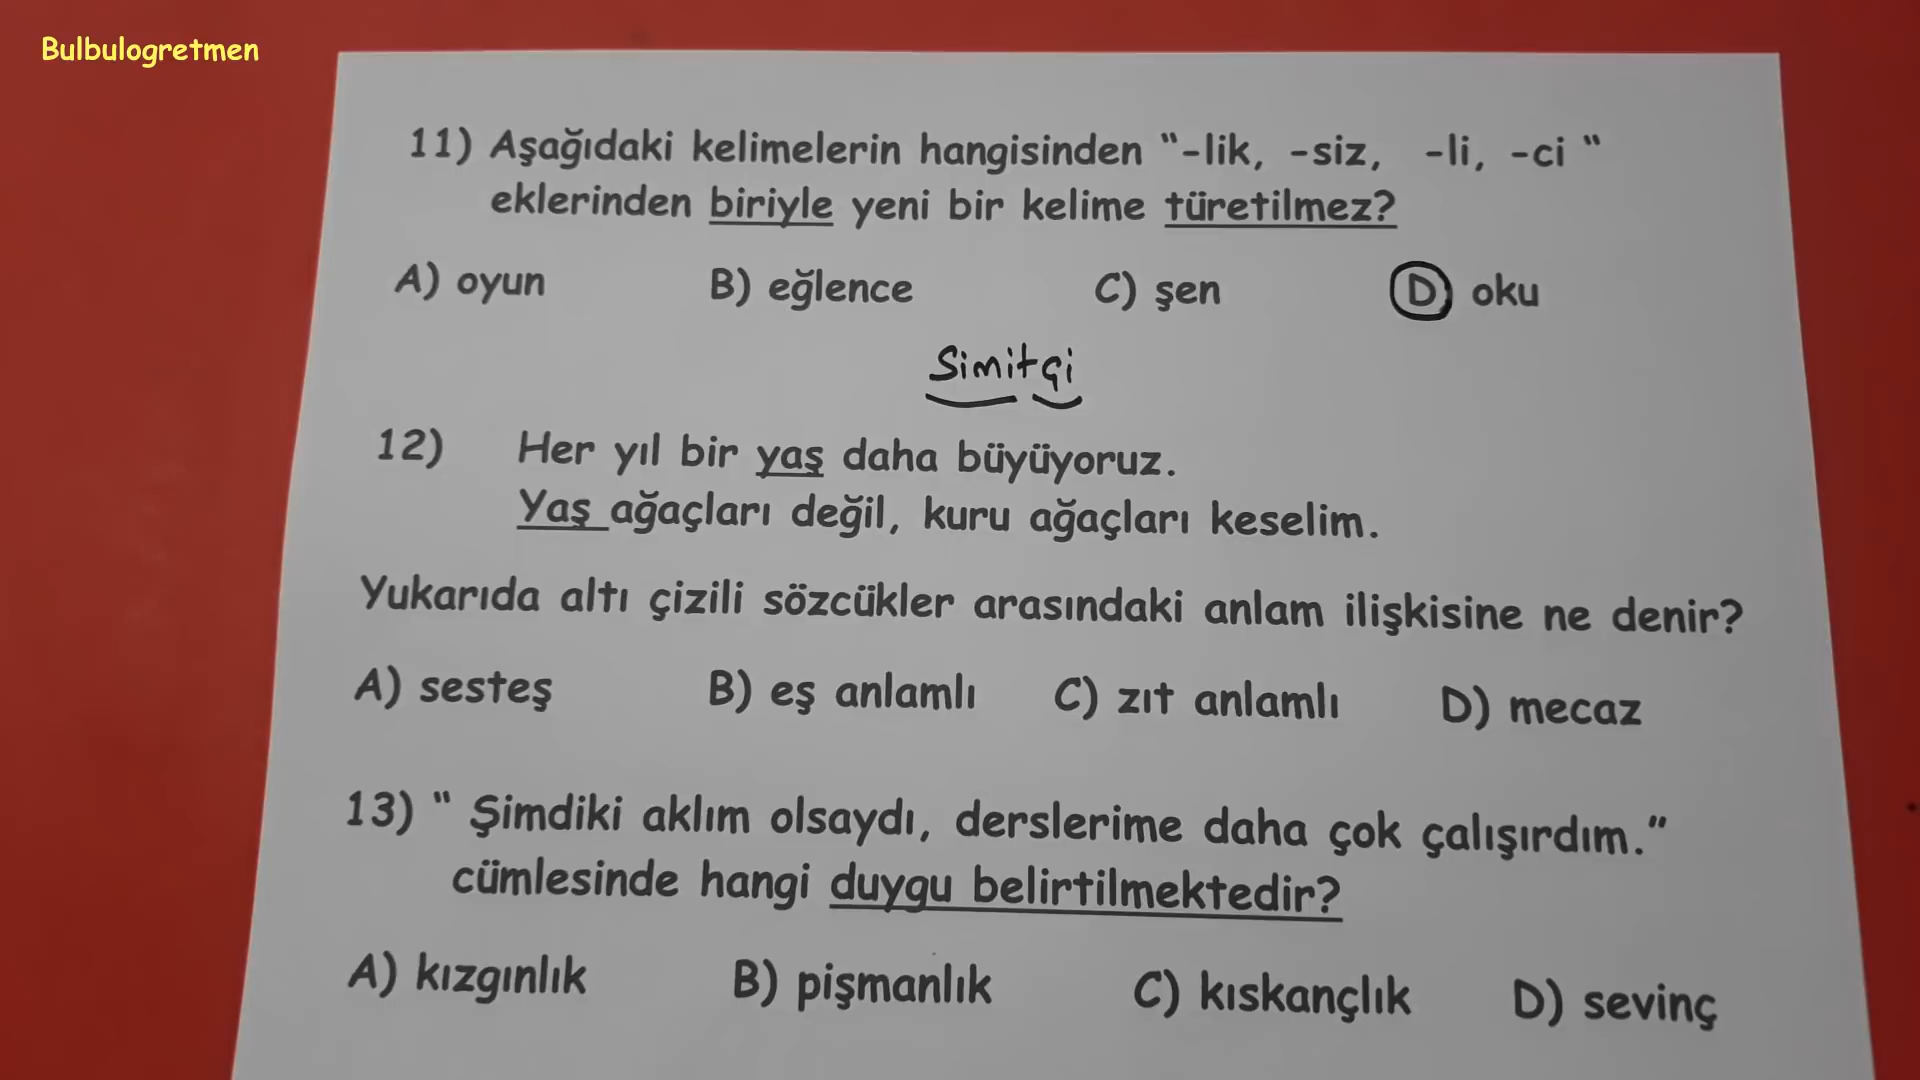 Bulbulogretmen
11) Aşağıdaki kelimelerin hangisinden "-lik, -siz, -li, -ci "
eklerinden biriyle yeni bir kelime türetilmez?
A) oyun B) eğlence C) şen D) oku
Simitçi
12) Her yıl bir yaş daha büyüyoruz.
Yaş ağaçları değil, kuru ağaçları keselim.
Yukarıda altı çizili sözcükler arasındaki anlam ilişkisine ne denir?
A) sesteş B) eş anlamlı C) zıt anlamlı D) mecaz
13) " Şimdiki aklım olsaydı, derslerime daha çok çalışırdım."
cümlesinde hangi duygu belirtilmektedir?
A) kızgınlık B) pişmanlık C) kıskançlık D) sevinç